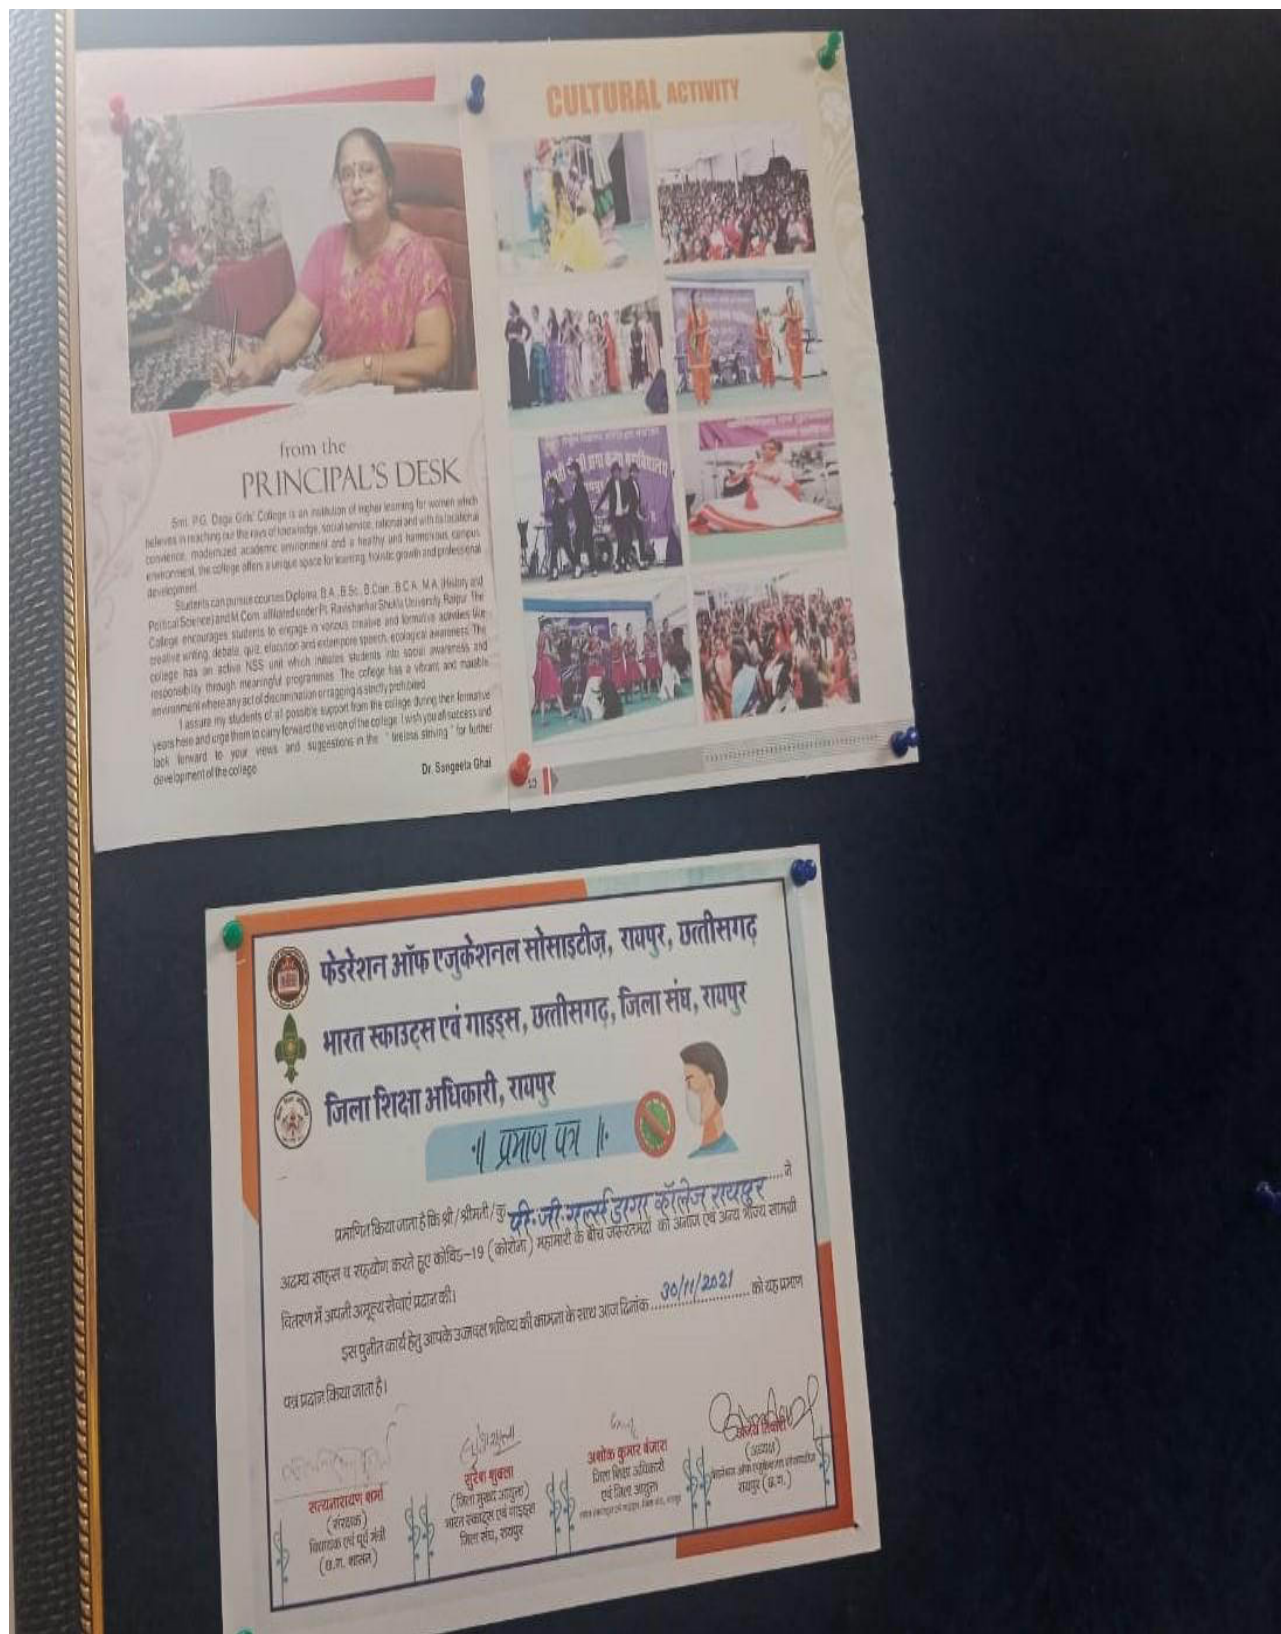 from the
PRINCIPAL'S DESK
Smt. P.G. Daga Girls' College is an institution of higher learning for women which
believes in reaching out the rays of knowledge, social service, rational and with its locational
convience, modernized academic environment and a healthy and harmonious campus
environment, the college offers a unique space for learning, holistic growth and professional
development.
Students can pursue courses Diploma, B.A., B.Sc., B.Com., B.C.A. M.A. (History and
Political Science) and M.Com. affiliated under Pt. Ravishankar Shukla University, Raipur. The
College encourages students to engage in various creative and formative activities like
creative writing, debate, quiz, elocution and extempore speech, ecological awareness. The
college has an active NSS unit which initiates students into social awareness and
responsibility through meaningful programmes. The college has a vibrant and
environment where any act of discrimination or ragging is strictly prohibited.
I assure my students of all possible support from the college during their formative
years here and urge them to carry forward the vision of the college. I wish you all success and
look forward to your views and suggestions in the " tireless striving " for further
development of the college.
Dr. Sangeeta Ghai
CULTURAL ACTIVITY
फेडरेशन ऑफ एजुकेशनल सोसाइटीज़, रायपुर, छत्तीसगढ़
भारत स्काउट्स एवं गाइड्स, छत्तीसगढ़, जिला संघ, रायपुर
जिला शिक्षा अधिकारी, रायपुर
॥ प्रमाण पत्र ॥
प्रमाणित किया जाता है कि श्री / श्रीमती / कु पी.जी.गर्ल्स डागा कॉलेज रायपुर ने
अदम्य साहस व सहयोग करते हुए कोविड-19 (कोरोना) महामारी के बीच जरूरतमंदों को अनाज एवं अन्य भोज्य सामग्री
वितरण में अपनी अमूल्य सेवाएं प्रदान की।
इस पुनीत कार्य हेतु आपके उज्जवल भविष्य की कामना के साथ आज दिनांक 30/11/2021 को यह प्रमाण
पत्र प्रदान किया जाता है।
सत्यनारायण शर्मा
(संरक्षक)
विधायक एवं पूर्व मंत्री
(छ.ग. शासन)
सुरेश शुक्ला
(जिला मुख्य आयुक्त)
भारत स्काउट्स एवं गाइड्स
जिला संघ, रायपुर
अशोक कुमार बंजारा
जिला शिक्षा अधिकारी
एवं जिला आयुक्त
अजय तिवारी
(अध्यक्ष)
फेडरेशन ऑफ एजुकेशनल सोसाइटीज़
रायपुर (छ.ग.)